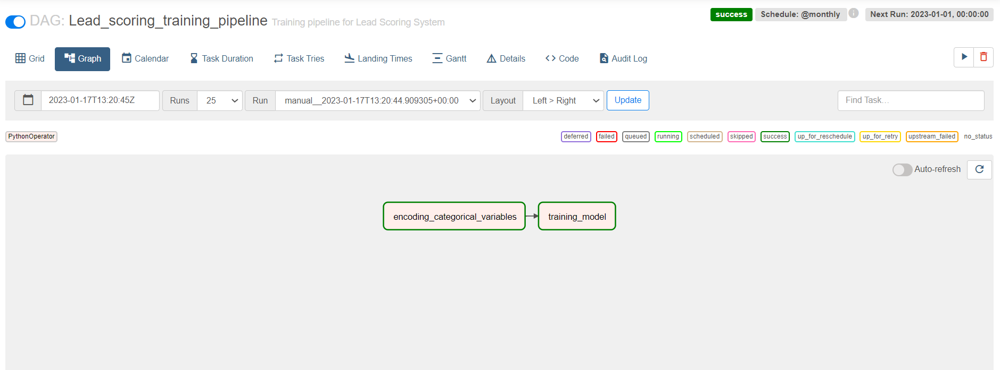 DAG: Lead_scoring_training_pipeline Training pipeline for Lead Scoring System
success Schedule: @monthly Next Run: 2023-01-01, 00:00:00
Grid Graph Calendar Task Duration Task Tries Landing Times Gantt Details Code Audit Log
2023-01-17T13:20:45Z Runs 25 Run manual__2023-01-17T13:20:44.909305+00:00 Layout Left > Right Update Find Task...
PythonOperator deferred failed queued running scheduled skipped success up_for_reschedule up_for_retry upstream_failed no_status
Auto-refresh
encoding_categorical_variables training_model